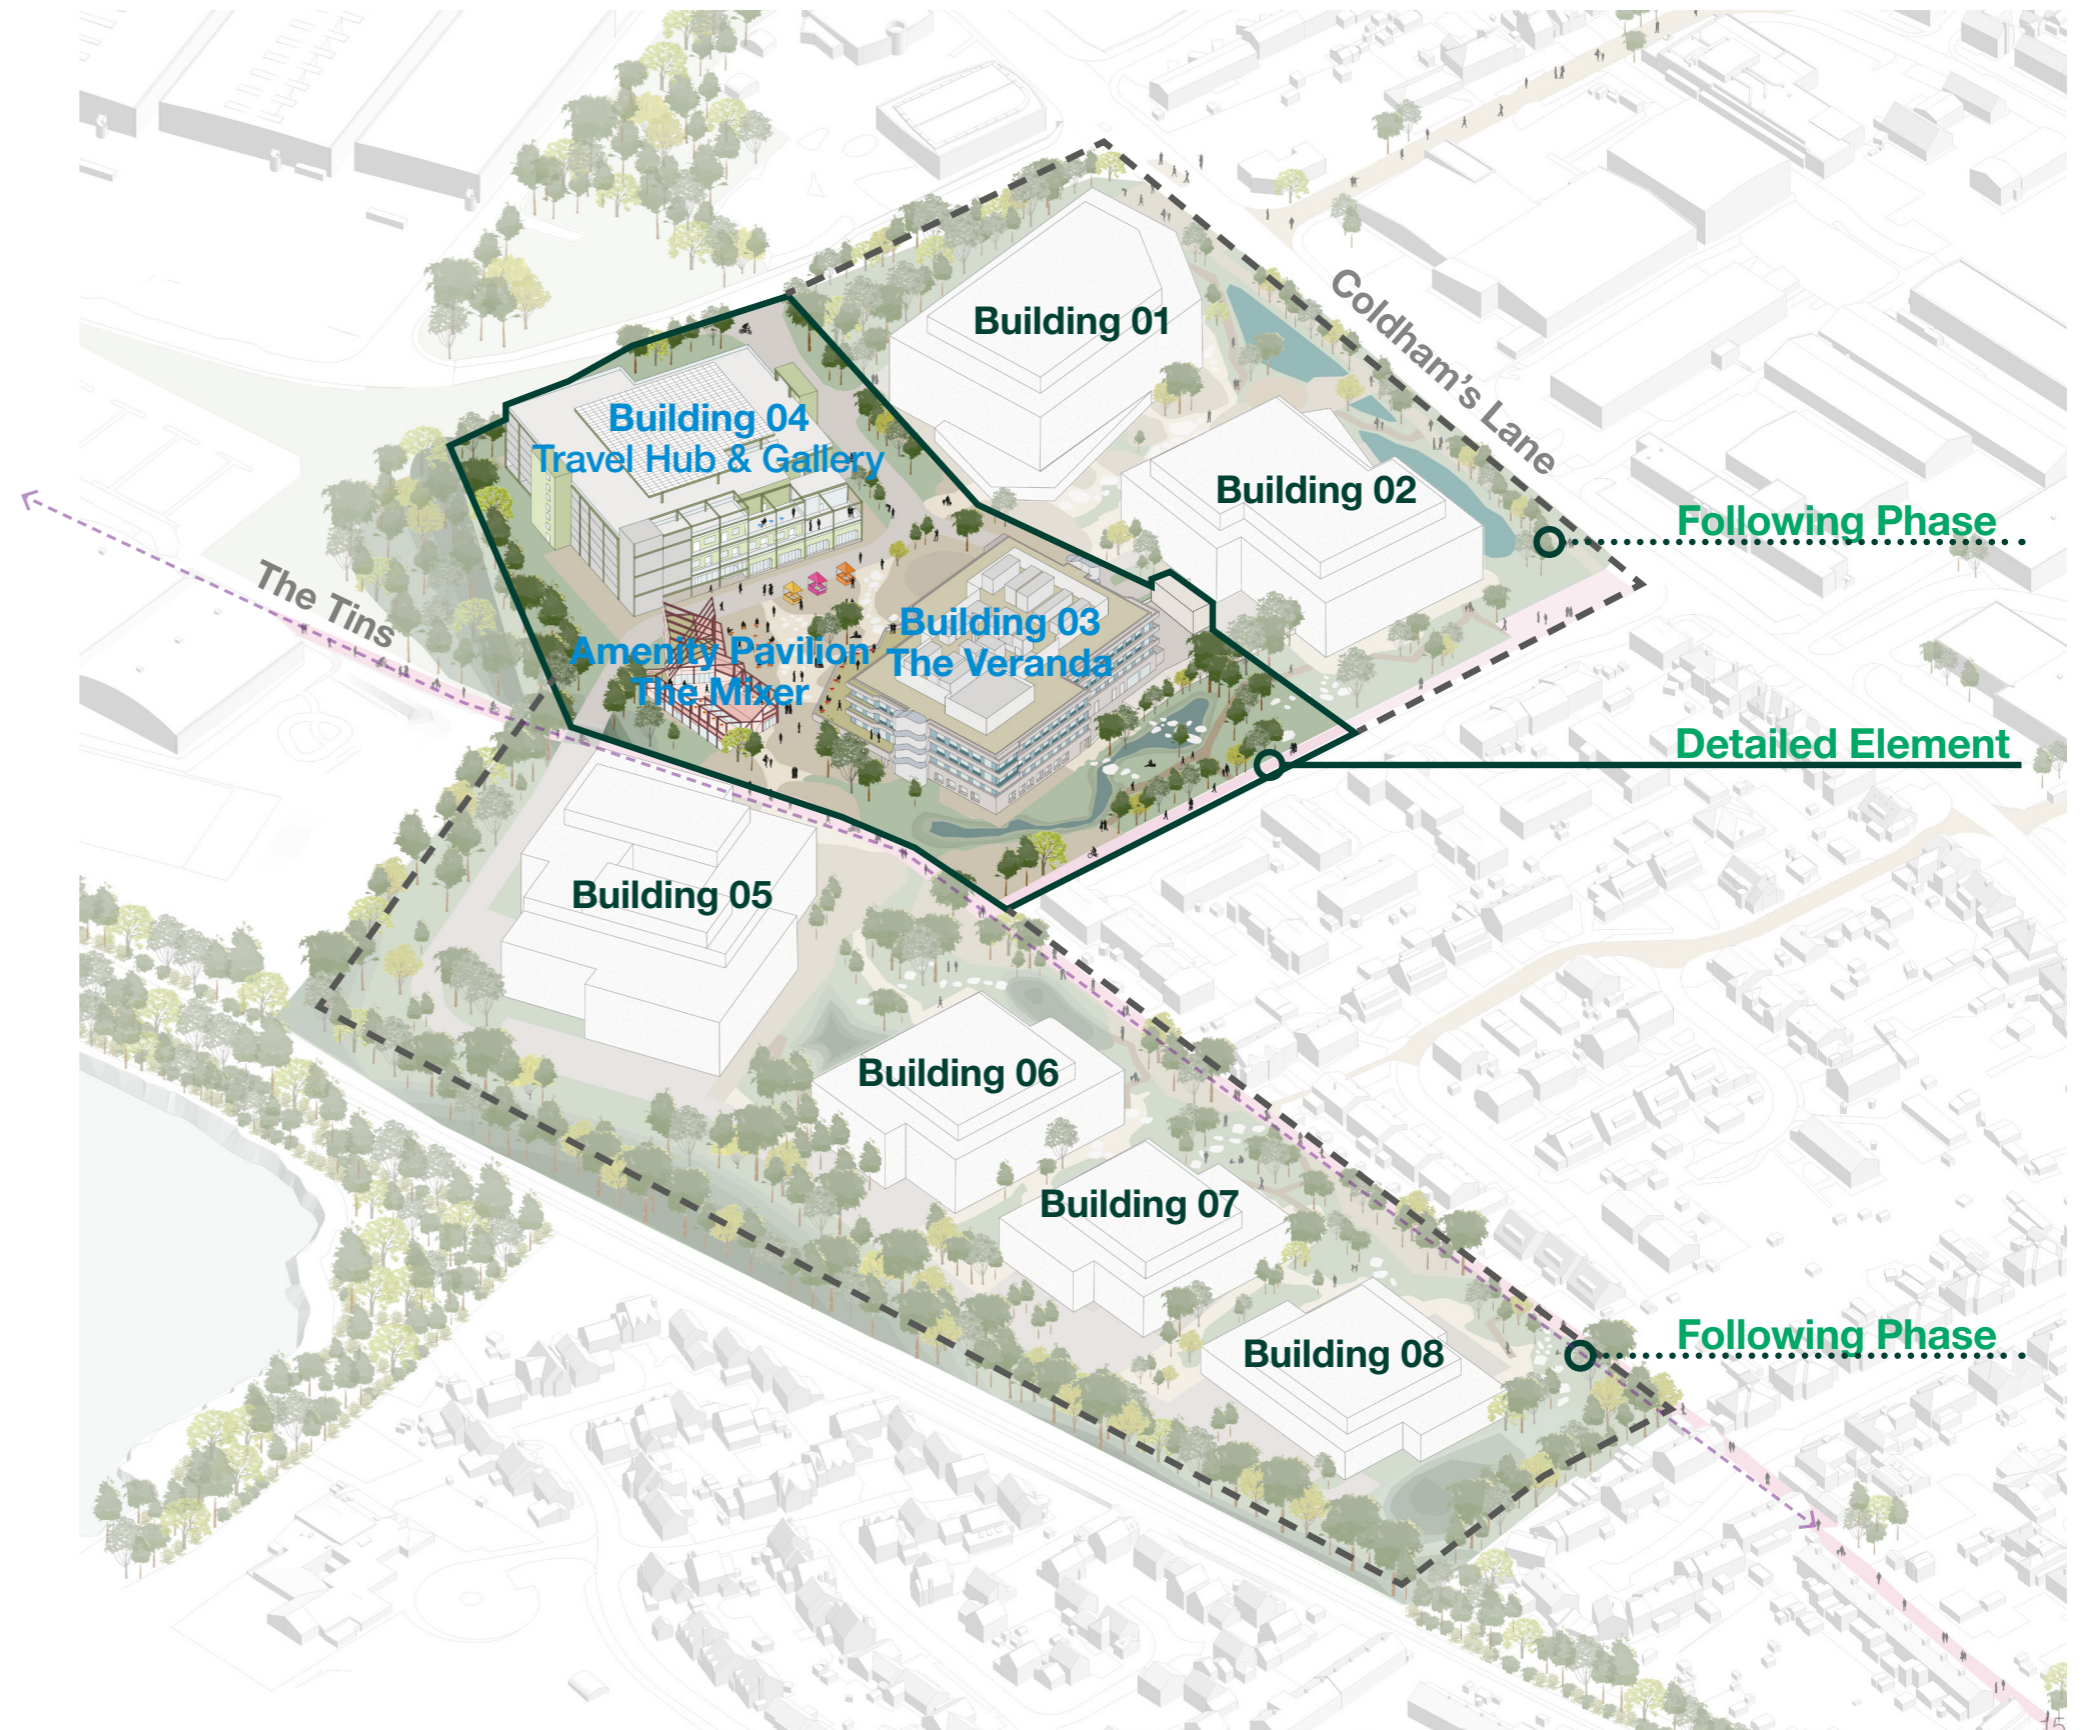 Building 01
Coldham's Lane
Building 04
Travel Hub & Gallery
Building 02
Following Phase
The Tins
Amenity Pavilion
The Mixer
Building 03
The Veranda
Detailed Element
Building 05
Building 06
Building 07
Following Phase
Building 08
15